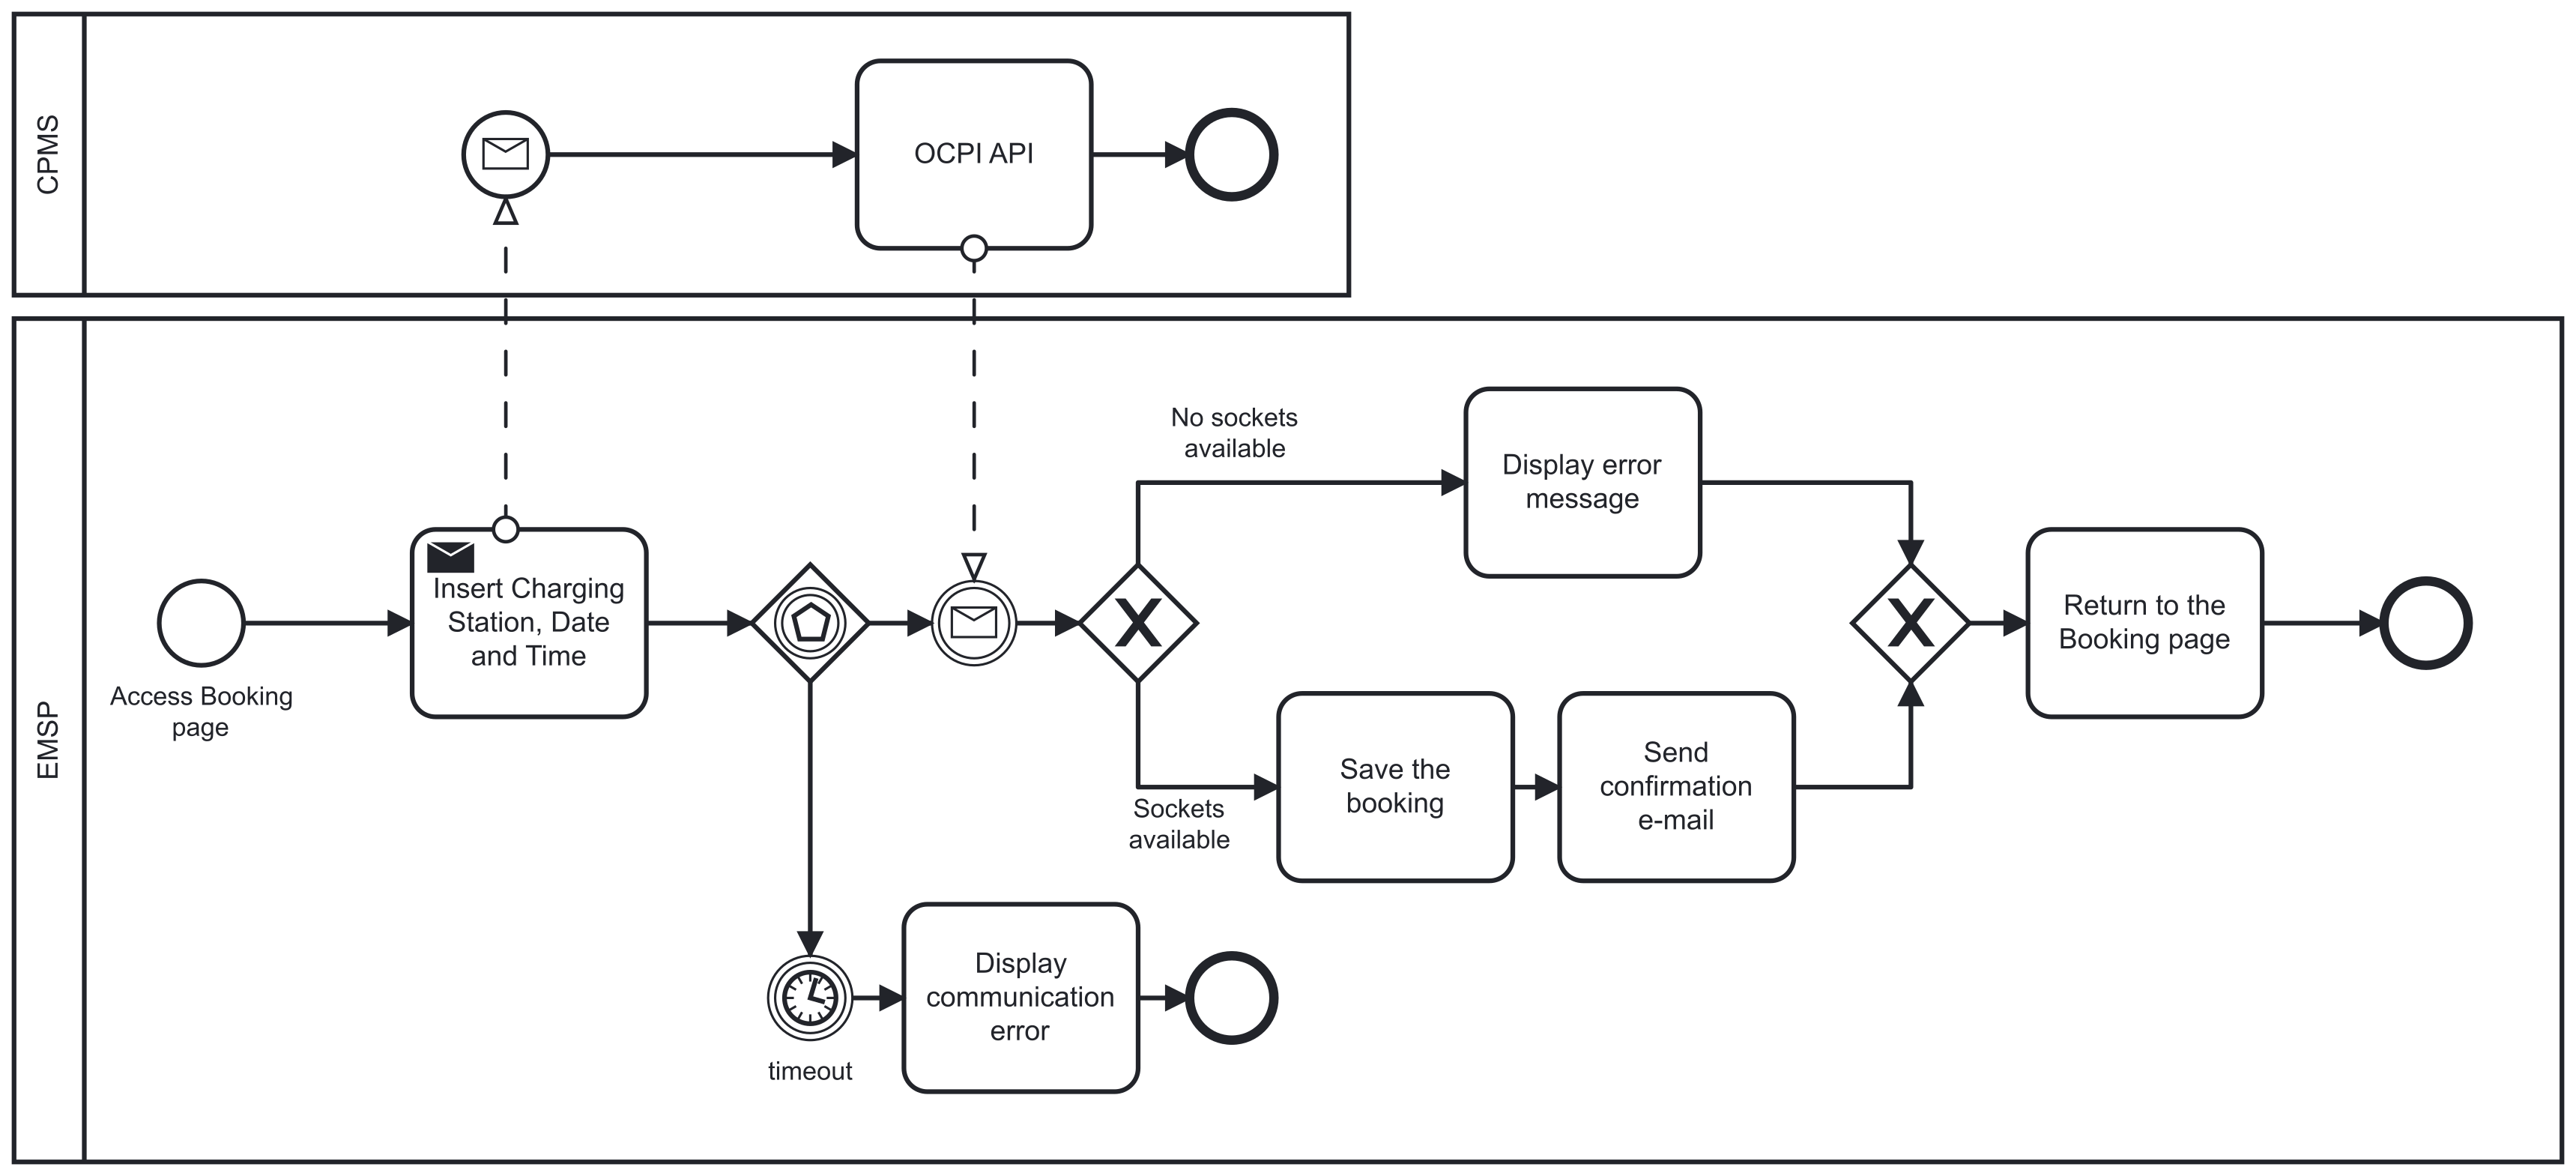 CPMS
OCPI API
EMSP
Access Booking
page
Insert Charging
Station, Date
and Time
No sockets
available
Display error
message
Sockets
available
Save the
booking
Send
confirmation
e-mail
Return to the
Booking page
timeout
Display
communication
error